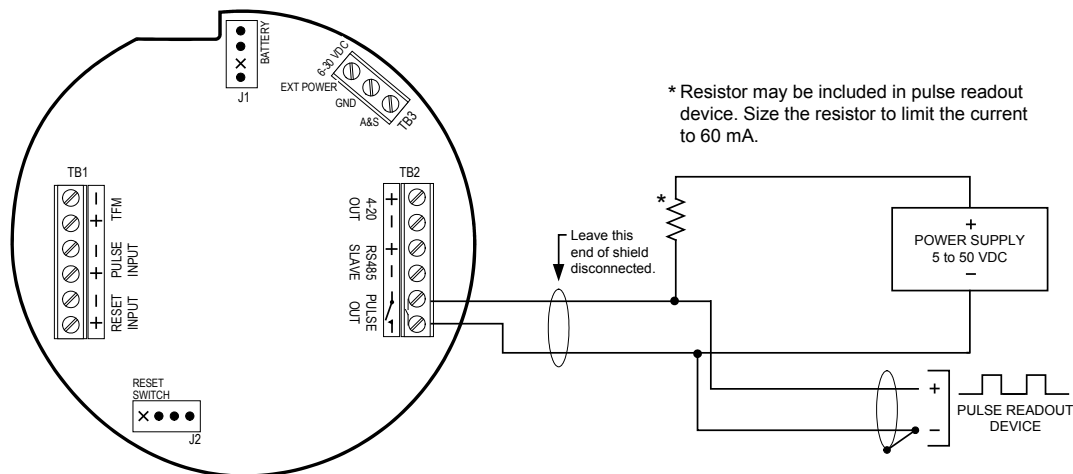 BATTERY
J1
6-30 VDC
EXT POWER
GND
A&S
TB3
* Resistor may be included in pulse readout
device. Size the resistor to limit the current
to 60 mA.
TB1
–
+
TFM
–
+
PULSE
INPUT
–
+
RESET
INPUT
TB2
+
–
4-20
OUT
+
–
RS485
SLAVE
PULSE
OUT
Leave this
end of shield
disconnected.
*
+
POWER SUPPLY
5 to 50 VDC
–
+
–
PULSE READOUT
DEVICE
RESET
SWITCH
J2